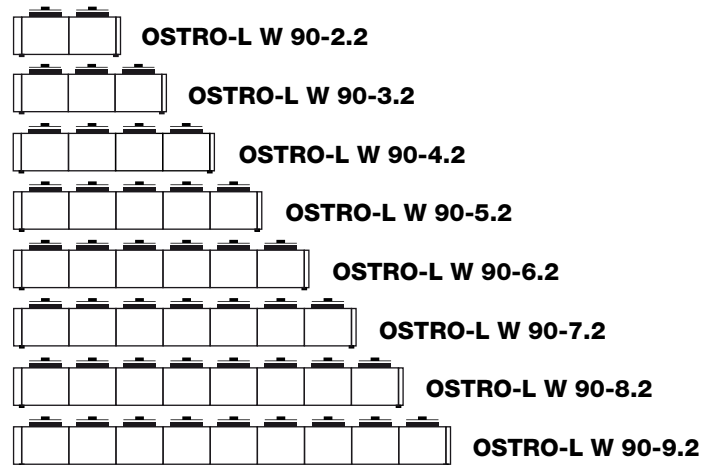 OSTRO-L W 90-2.2
OSTRO-L W 90-3.2
OSTRO-L W 90-4.2
OSTRO-L W 90-5.2
OSTRO-L W 90-6.2
OSTRO-L W 90-7.2
OSTRO-L W 90-8.2
OSTRO-L W 90-9.2